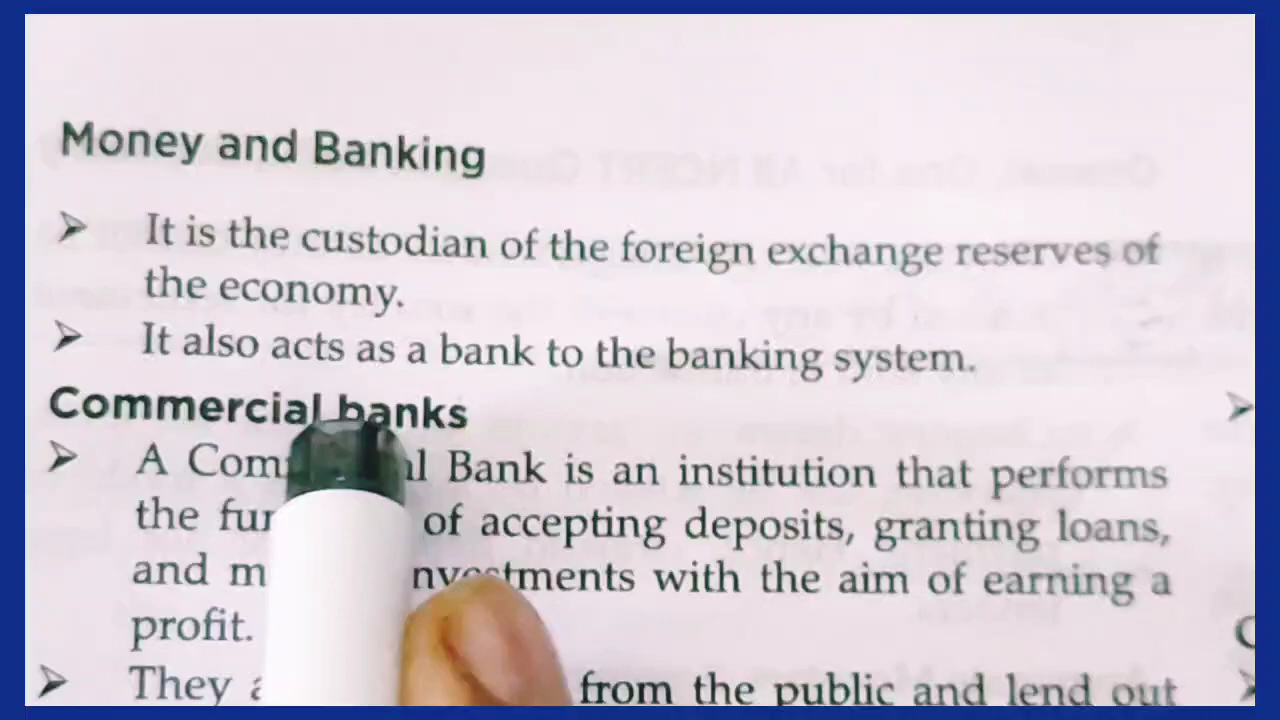 Money and Banking
➢ It is the custodian of the foreign exchange reserves of
the economy.
➢ It also acts as a bank to the banking system.
Commercial banks
➢ A Com al Bank is an institution that performs
the fun of accepting deposits, granting loans,
and m nvestments with the aim of earning a
profit.
➢ They a from the public and lend out